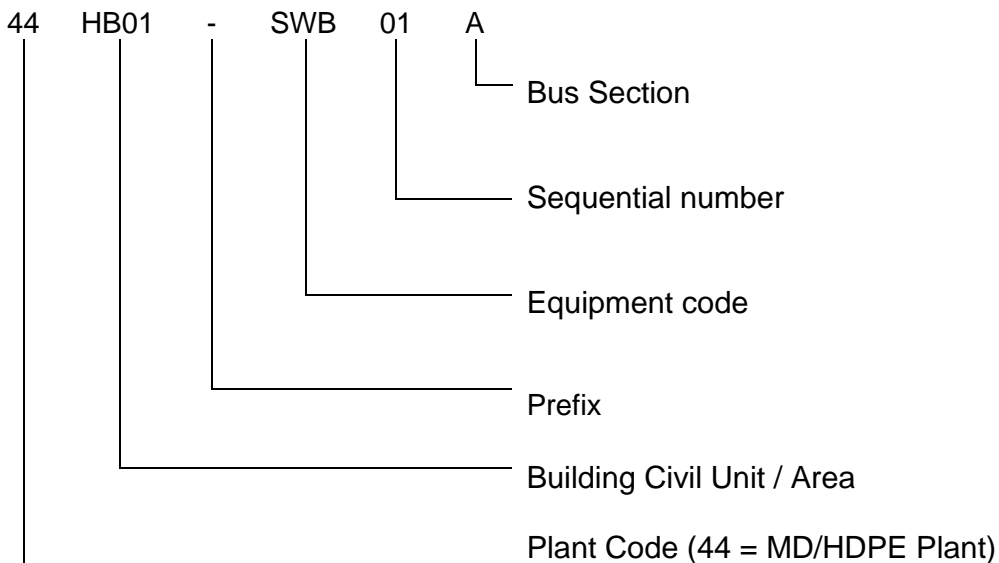 44 HB01 - SWB 01 A
Bus Section
Sequential number
Equipment code
Prefix
Building Civil Unit / Area
Plant Code (44 = MD/HDPE Plant)